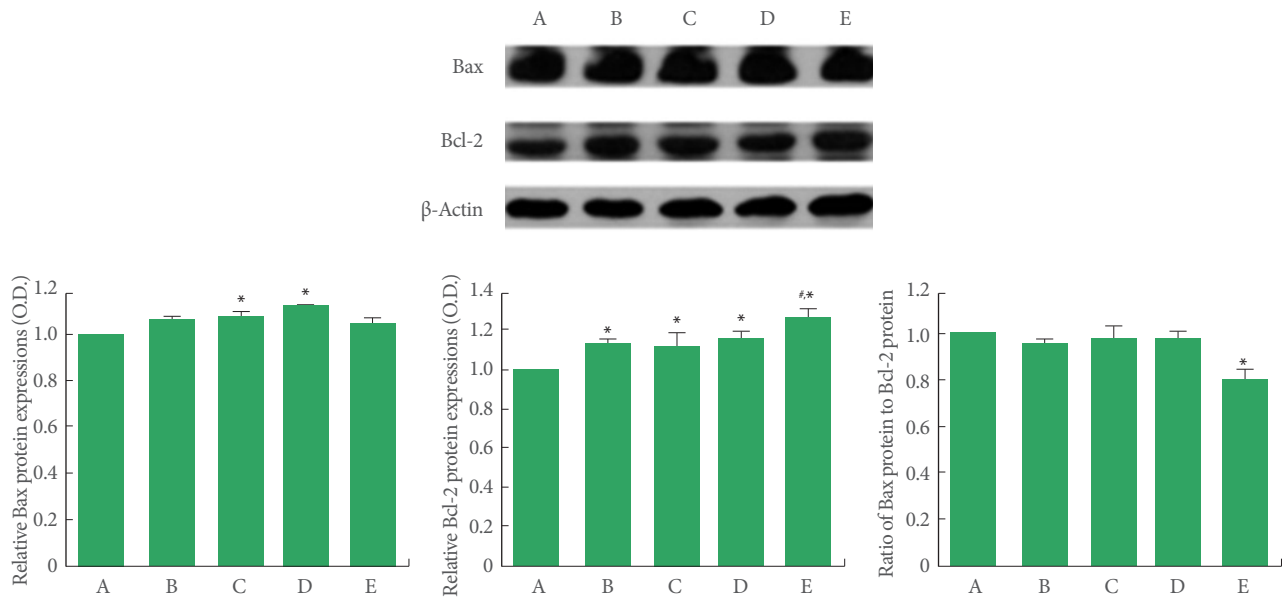 A B C D E
Bax
Bcl-2
β-Actin
Relative Bax protein expressions (O.D.)
1.2
1.0
0.8
0.6
0.4
0.2
0
* *
A B C D E
Relative Bcl-2 protein expressions (O.D.)
1.4
1.2
1.0
0.8
0.6
0.4
0.2
0
* * * #,*
A B C D E
Ratio of Bax protein to Bcl-2 protein
1.2
1.0
0.8
0.6
0.4
0.2
0
*
A B C D E